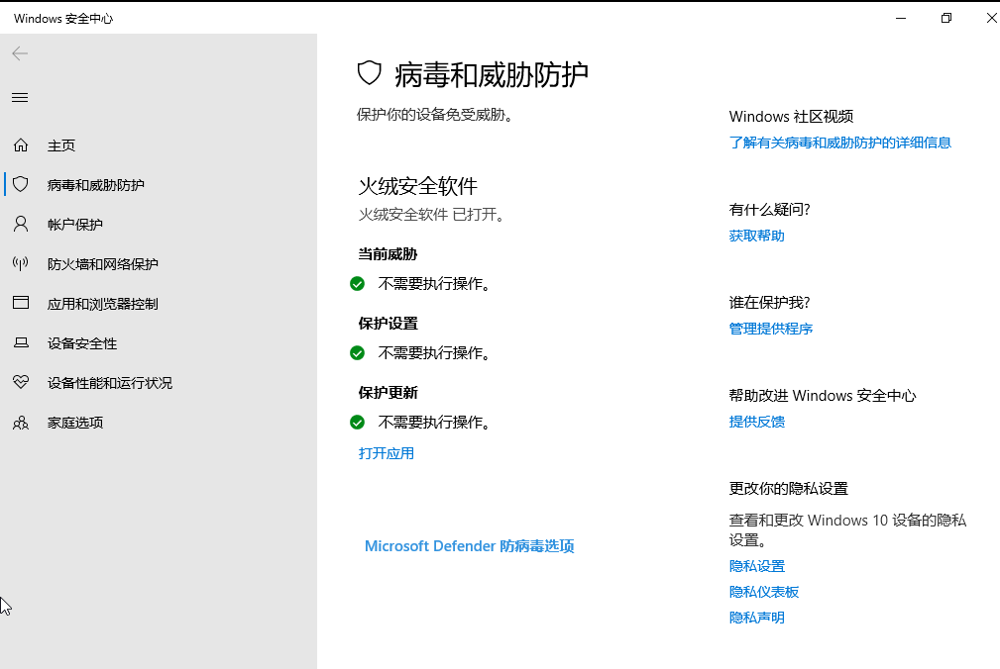 Windows 安全中心
主页
病毒和威胁防护
帐户保护
防火墙和网络保护
应用和浏览器控制
设备安全性
设备性能和运行状况
家庭选项
病毒和威胁防护
保护你的设备免受威胁。
火绒安全软件
火绒安全软件 已打开。
当前威胁
不需要执行操作。
保护设置
不需要执行操作。
保护更新
不需要执行操作。
打开应用
Microsoft Defender 防病毒选项
Windows 社区视频
了解有关病毒和威胁防护的详细信息
有什么疑问?
获取帮助
谁在保护我?
管理提供程序
帮助改进 Windows 安全中心
提供反馈
更改你的隐私设置
查看和更改 Windows 10 设备的隐私
设置。
隐私设置
隐私仪表板
隐私声明